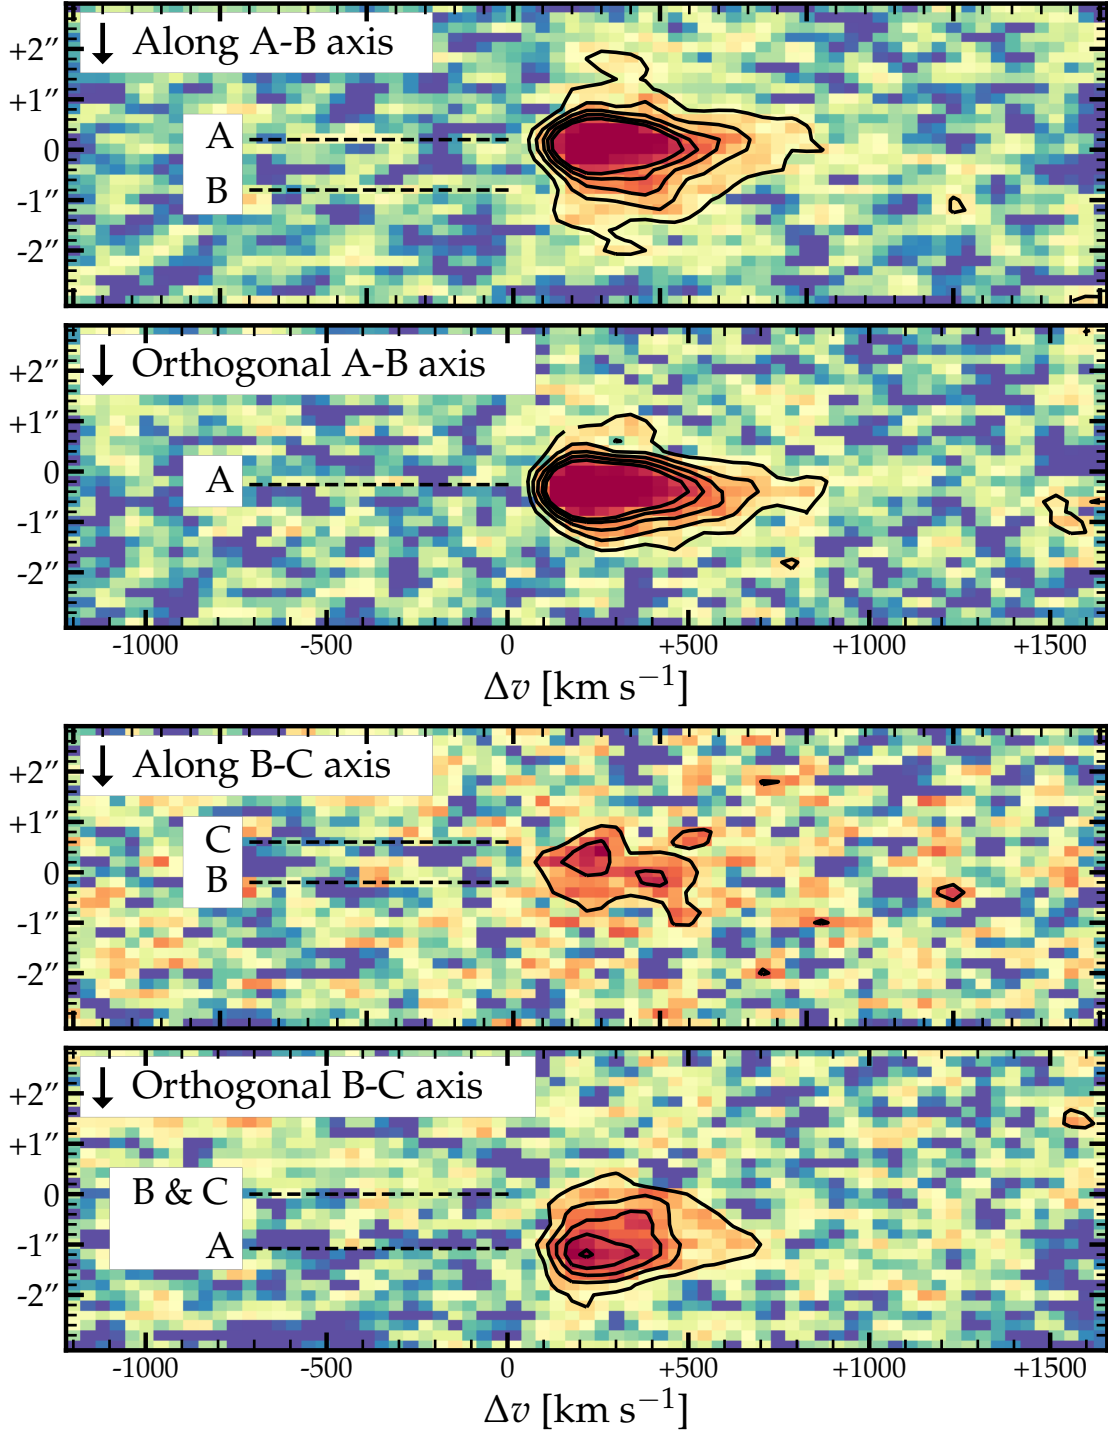 ↓ Along A-B axis
+2″
+1″
A
0
B
-1″
-2″
↓ Orthogonal A-B axis
+2″
+1″
0
A
-1″
-2″
-1000 -500 0 +500 +1000 +1500
Δv [km s⁻¹]
↓ Along B-C axis
+2″
+1″
C
0
B
-1″
-2″
↓ Orthogonal B-C axis
+2″
+1″
B & C
0
A
-1″
-2″
-1000 -500 0 +500 +1000 +1500
Δv [km s⁻¹]